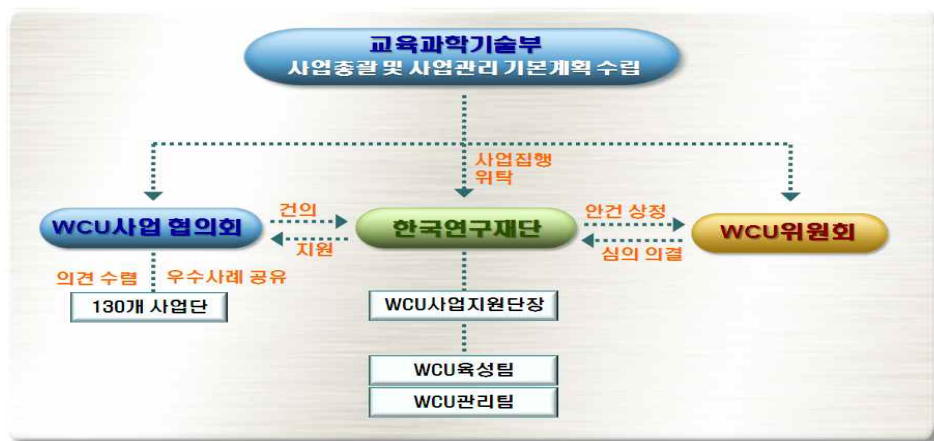 교육과학기술부
사업총괄 및 사업관리 기본계획 수립
사업집행
위탁
WCU사업 협의회
건의
지원
한국연구재단
안건 상정
심의 의결
WCU위원회
의견 수렴
우수사례 공유
130개 사업단
WCU사업지원단장
WCU육성팀
WCU관리팀